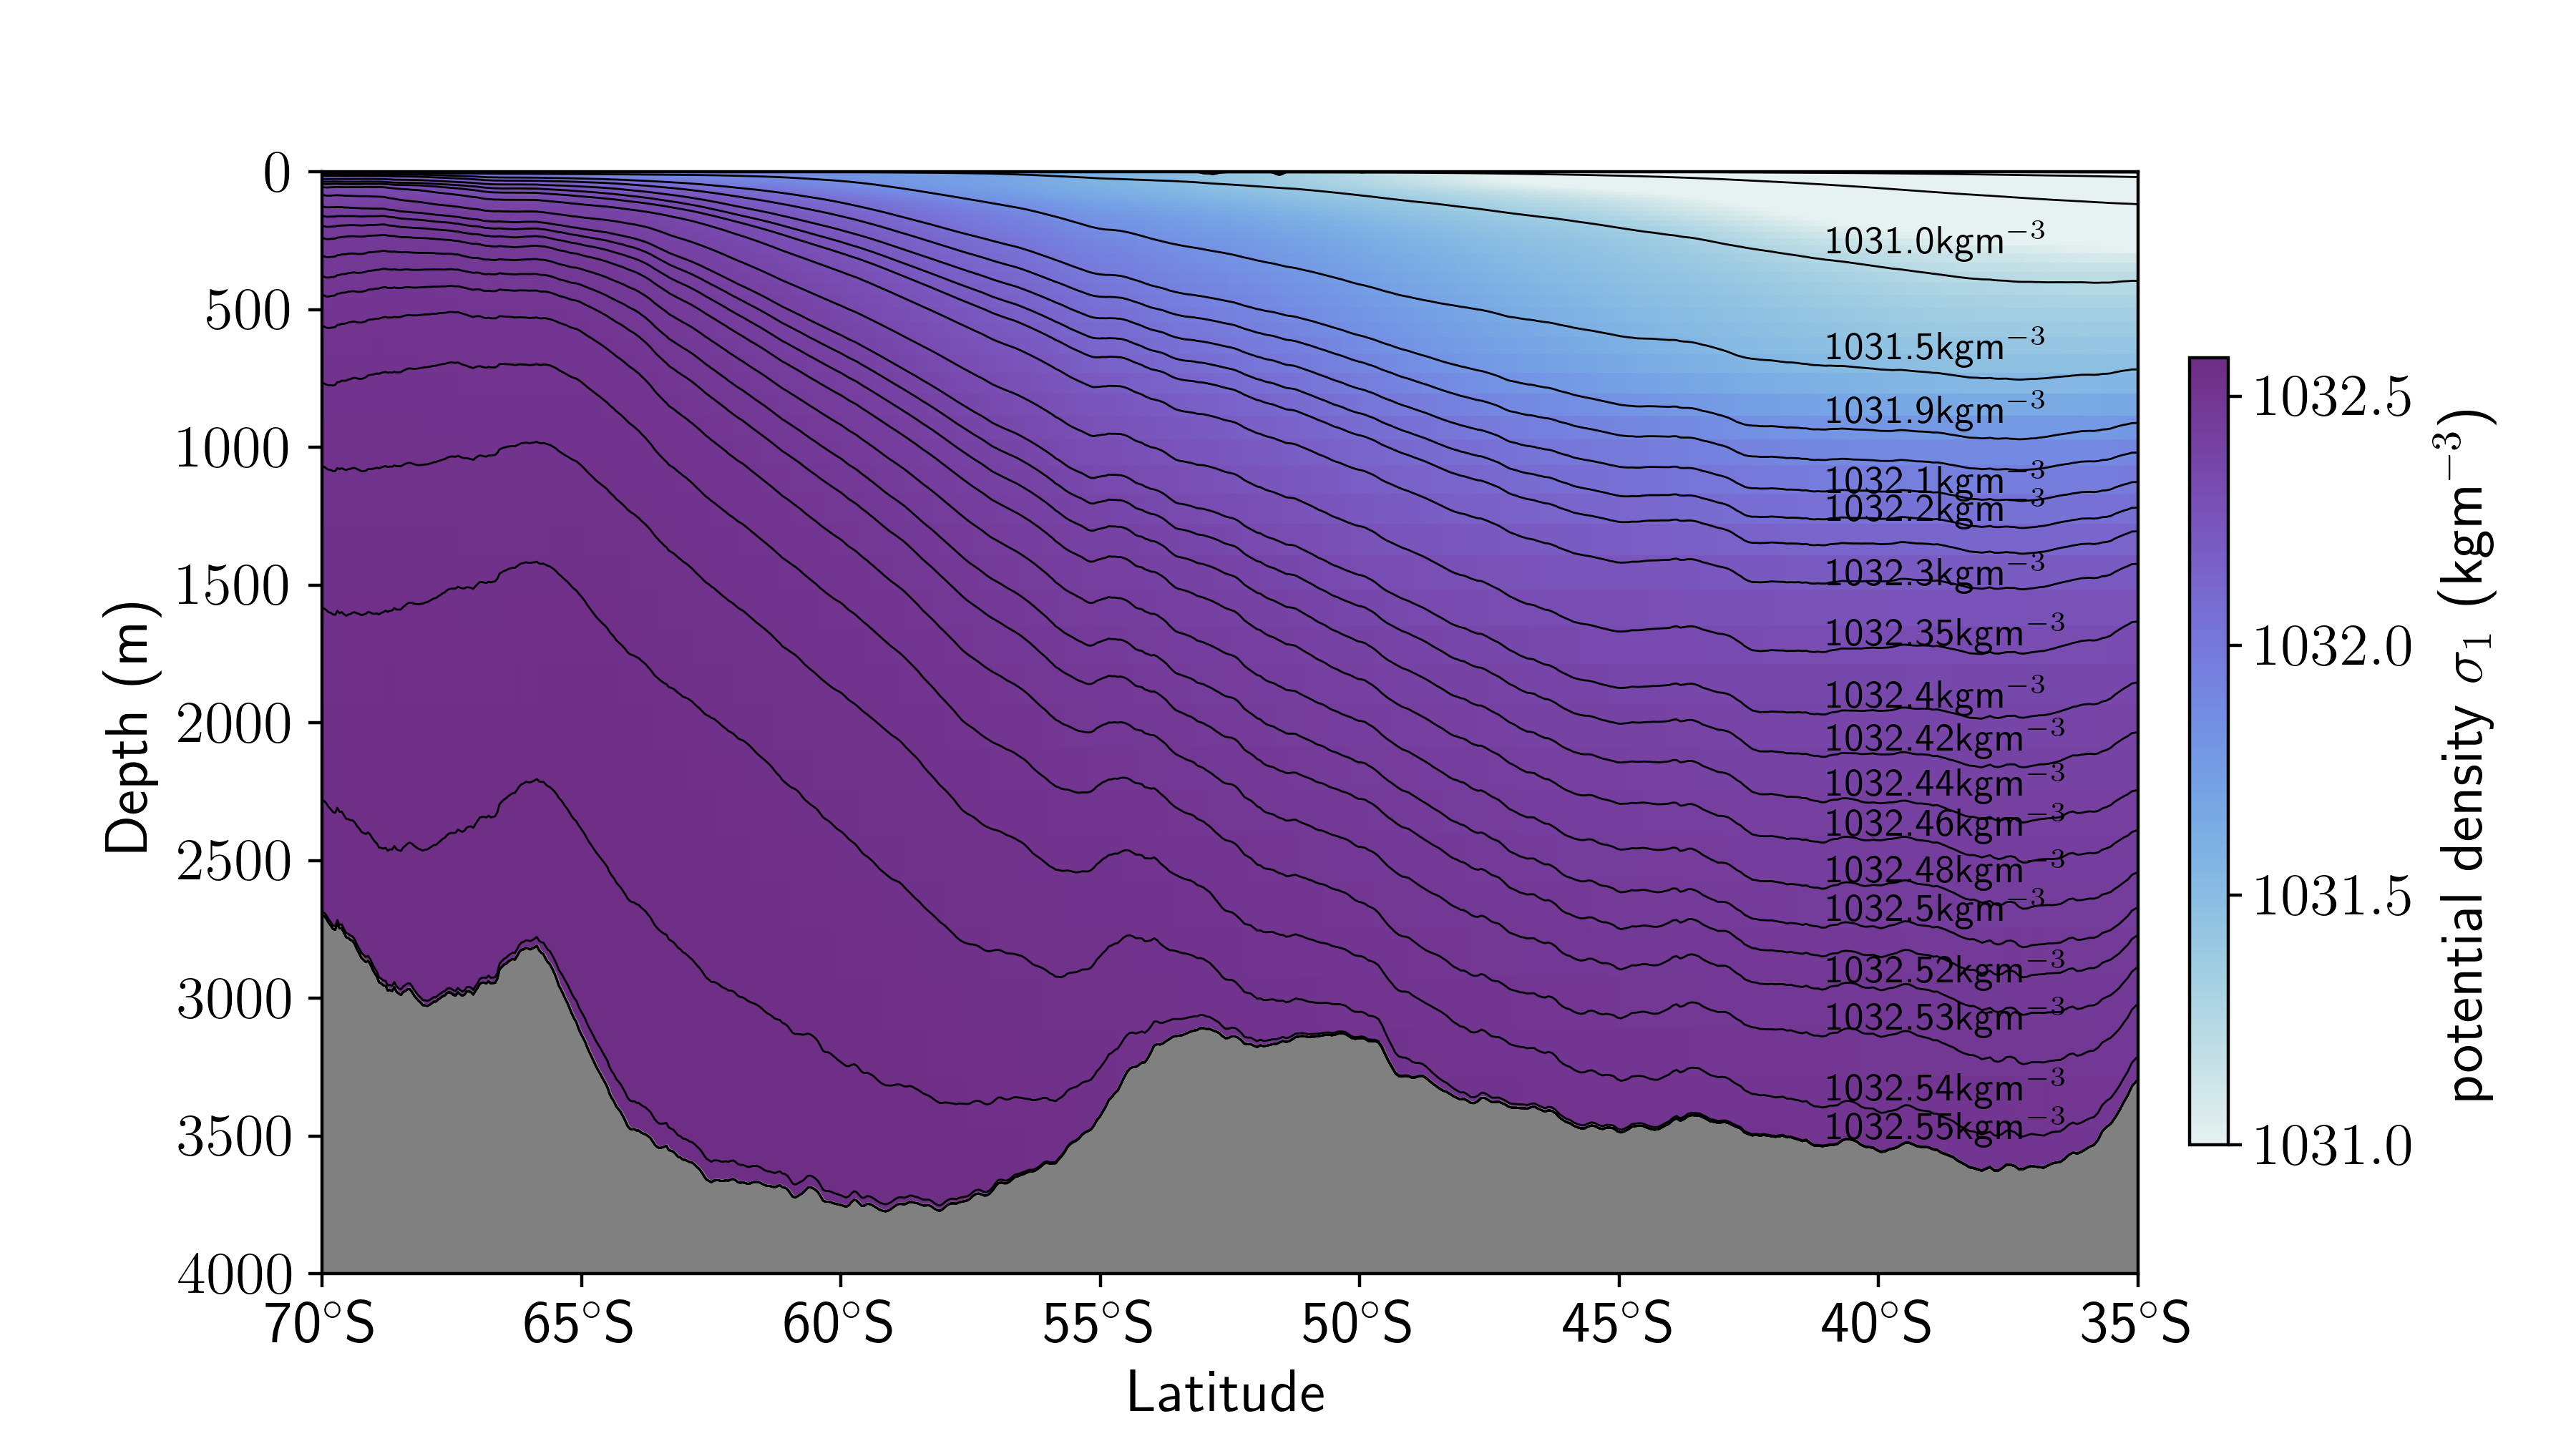 0
500
1000
1500
2000
2500
3000
3500
4000
Depth (m)
70°S 65°S 60°S 55°S 50°S 45°S 40°S 35°S
Latitude
1031.0kgm⁻³
1031.5kgm⁻³
1031.9kgm⁻³
1032.1kgm⁻³
1032.2kgm⁻³
1032.3kgm⁻³
1032.35kgm⁻³
1032.4kgm⁻³
1032.42kgm⁻³
1032.44kgm⁻³
1032.46kgm⁻³
1032.48kgm⁻³
1032.5kgm⁻³
1032.52kgm⁻³
1032.53kgm⁻³
1032.54kgm⁻³
1032.55kgm⁻³
1032.5
1032.0
1031.5
1031.0
potential density σ₁ (kgm⁻³)